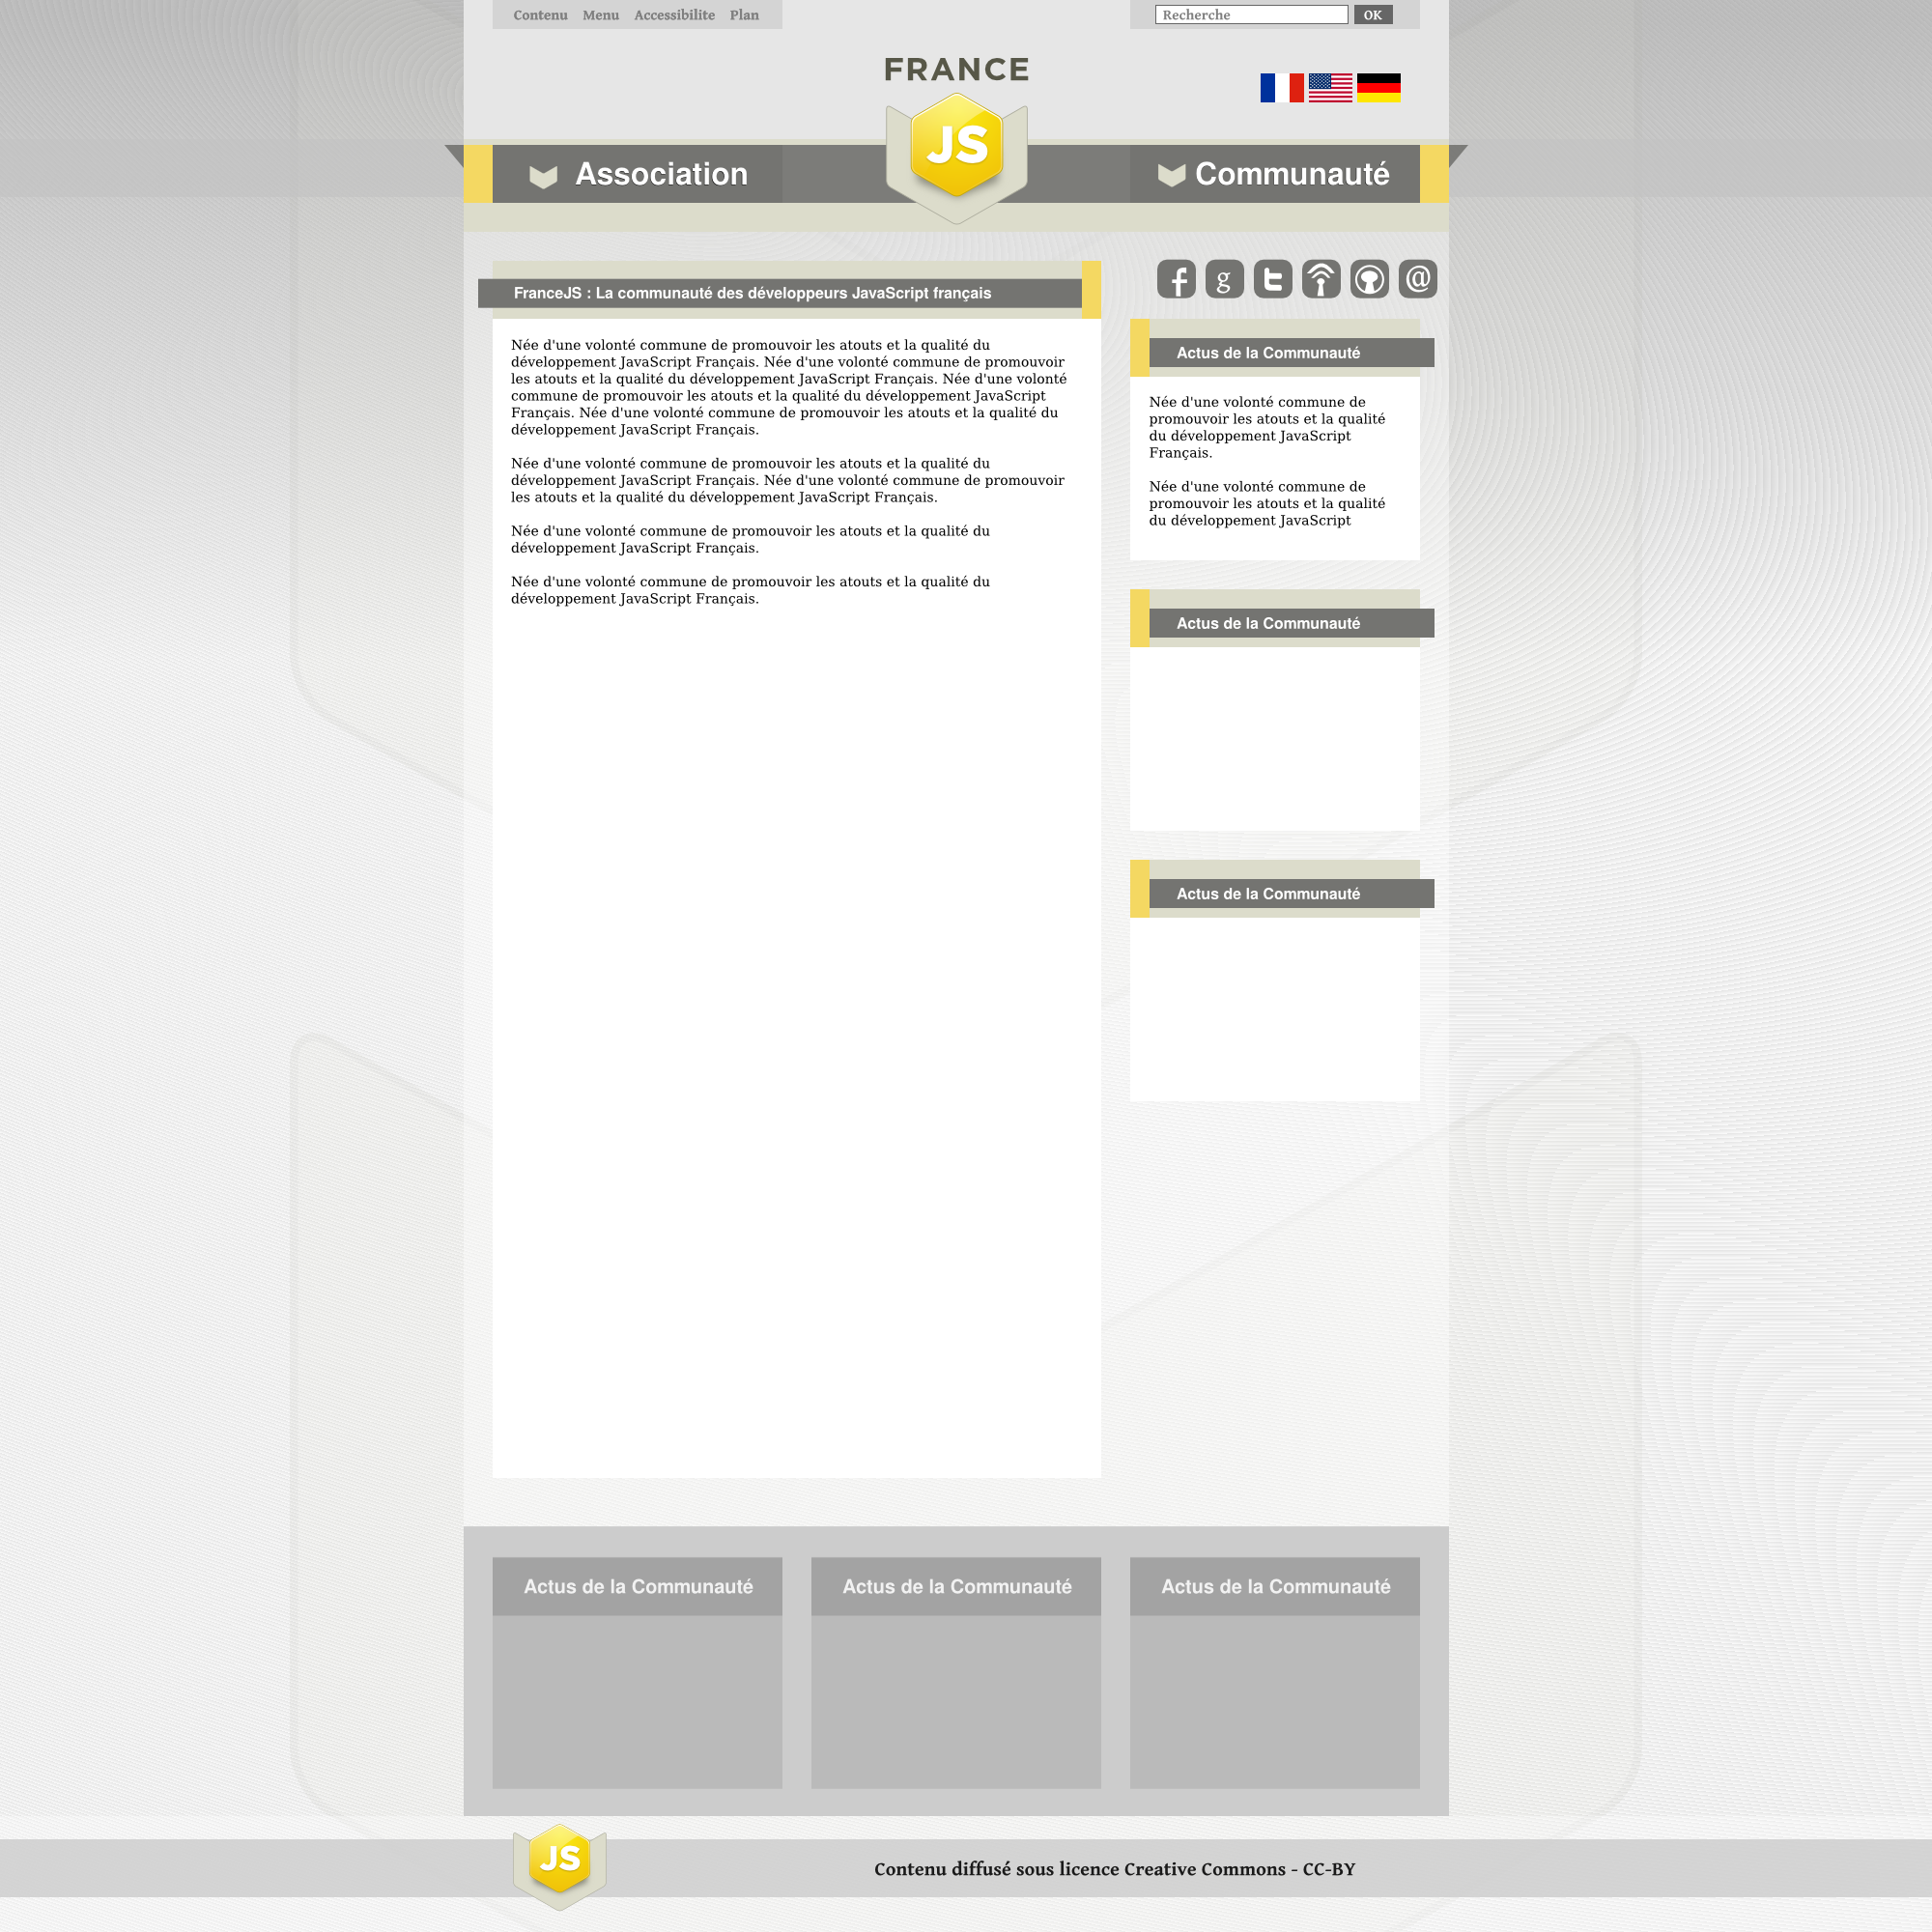 Contenu Menu Accessibilite Plan
Recherche OK
FRANCE
JS
Association
Communauté
f g t @
FranceJS : La communauté des développeurs JavaScript français
Née d'une volonté commune de promouvoir les atouts et la qualité du
développement JavaScript Français. Née d'une volonté commune de promouvoir
les atouts et la qualité du développement JavaScript Français. Née d'une volonté
commune de promouvoir les atouts et la qualité du développement JavaScript
Français. Née d'une volonté commune de promouvoir les atouts et la qualité du
développement JavaScript Français.
Née d'une volonté commune de promouvoir les atouts et la qualité du
développement JavaScript Français. Née d'une volonté commune de promouvoir
les atouts et la qualité du développement JavaScript Français.
Née d'une volonté commune de promouvoir les atouts et la qualité du
développement JavaScript Français.
Née d'une volonté commune de promouvoir les atouts et la qualité du
développement JavaScript Français.
Actus de la Communauté
Née d'une volonté commune de
promouvoir les atouts et la qualité
du développement JavaScript
Français.
Née d'une volonté commune de
promouvoir les atouts et la qualité
du développement JavaScript
Actus de la Communauté
Actus de la Communauté
Actus de la Communauté
Actus de la Communauté
Actus de la Communauté
JS
Contenu diffusé sous licence Creative Commons - CC-BY